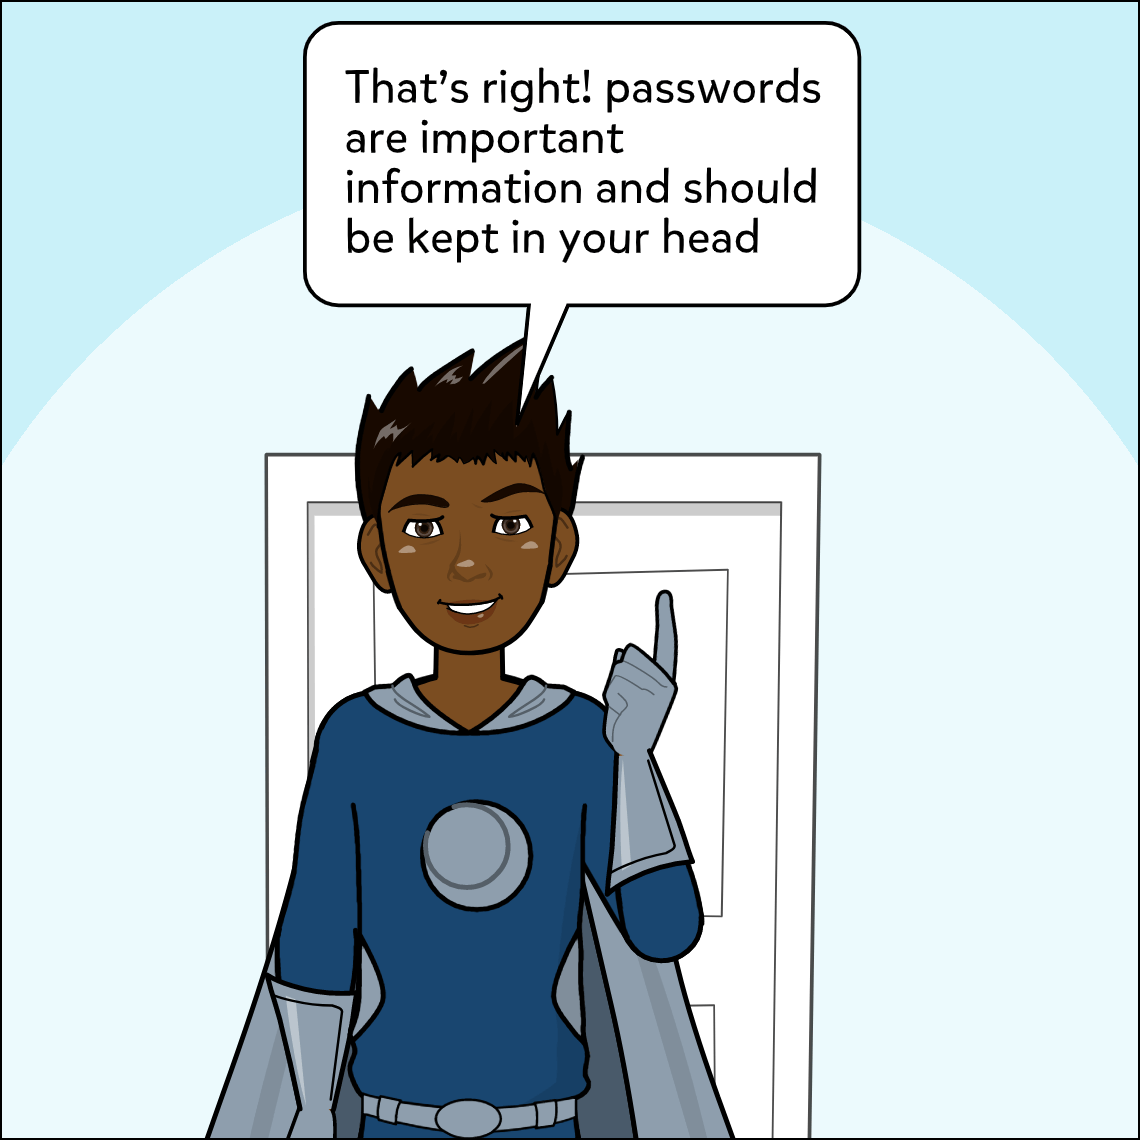 That's right! passwords
are important
information and should
be kept in your head